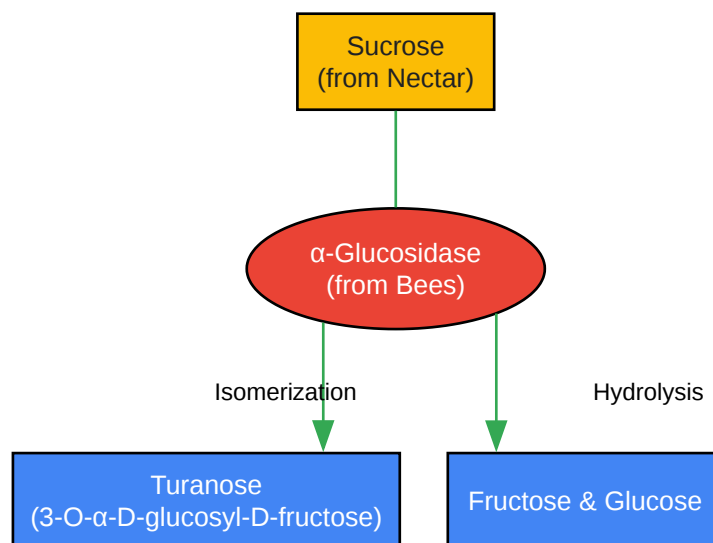 Sucrose
(from Nectar)
α-Glucosidase
(from Bees)
Isomerization
Hydrolysis
Turanose
(3-O-α-D-glucosyl-D-fructose)
Fructose & Glucose